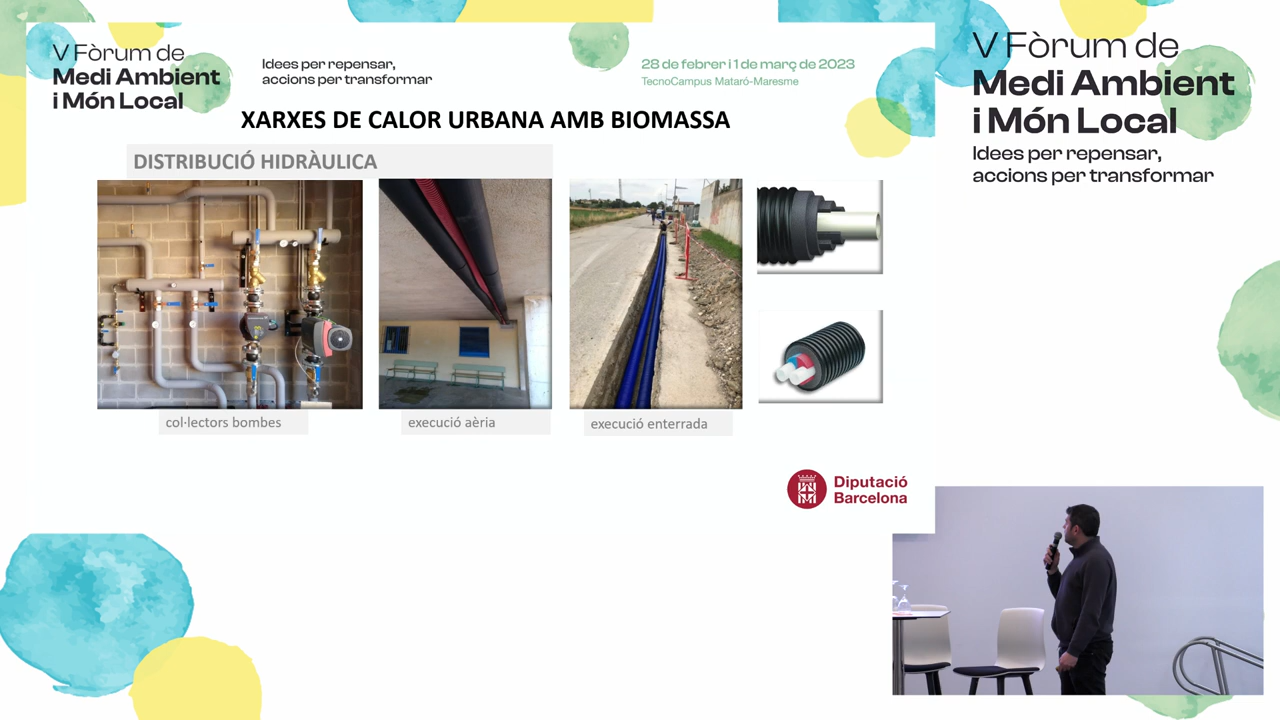 V Fòrum de
Medi Ambient
i Món Local
Idees per repensar,
accions per transformar
28 de febrer i 1 de març de 2023
TecnoCampus Mataró-Maresme
XARXES DE CALOR URBANA AMB BIOMASSA
DISTRIBUCIÓ HIDRÀULICA
col·lectors bombes
execució aèria
execució enterrada
Diputació
Barcelona
V Fòrum de
Medi Ambient
i Món Local
Idees per repensar,
accions per transformar